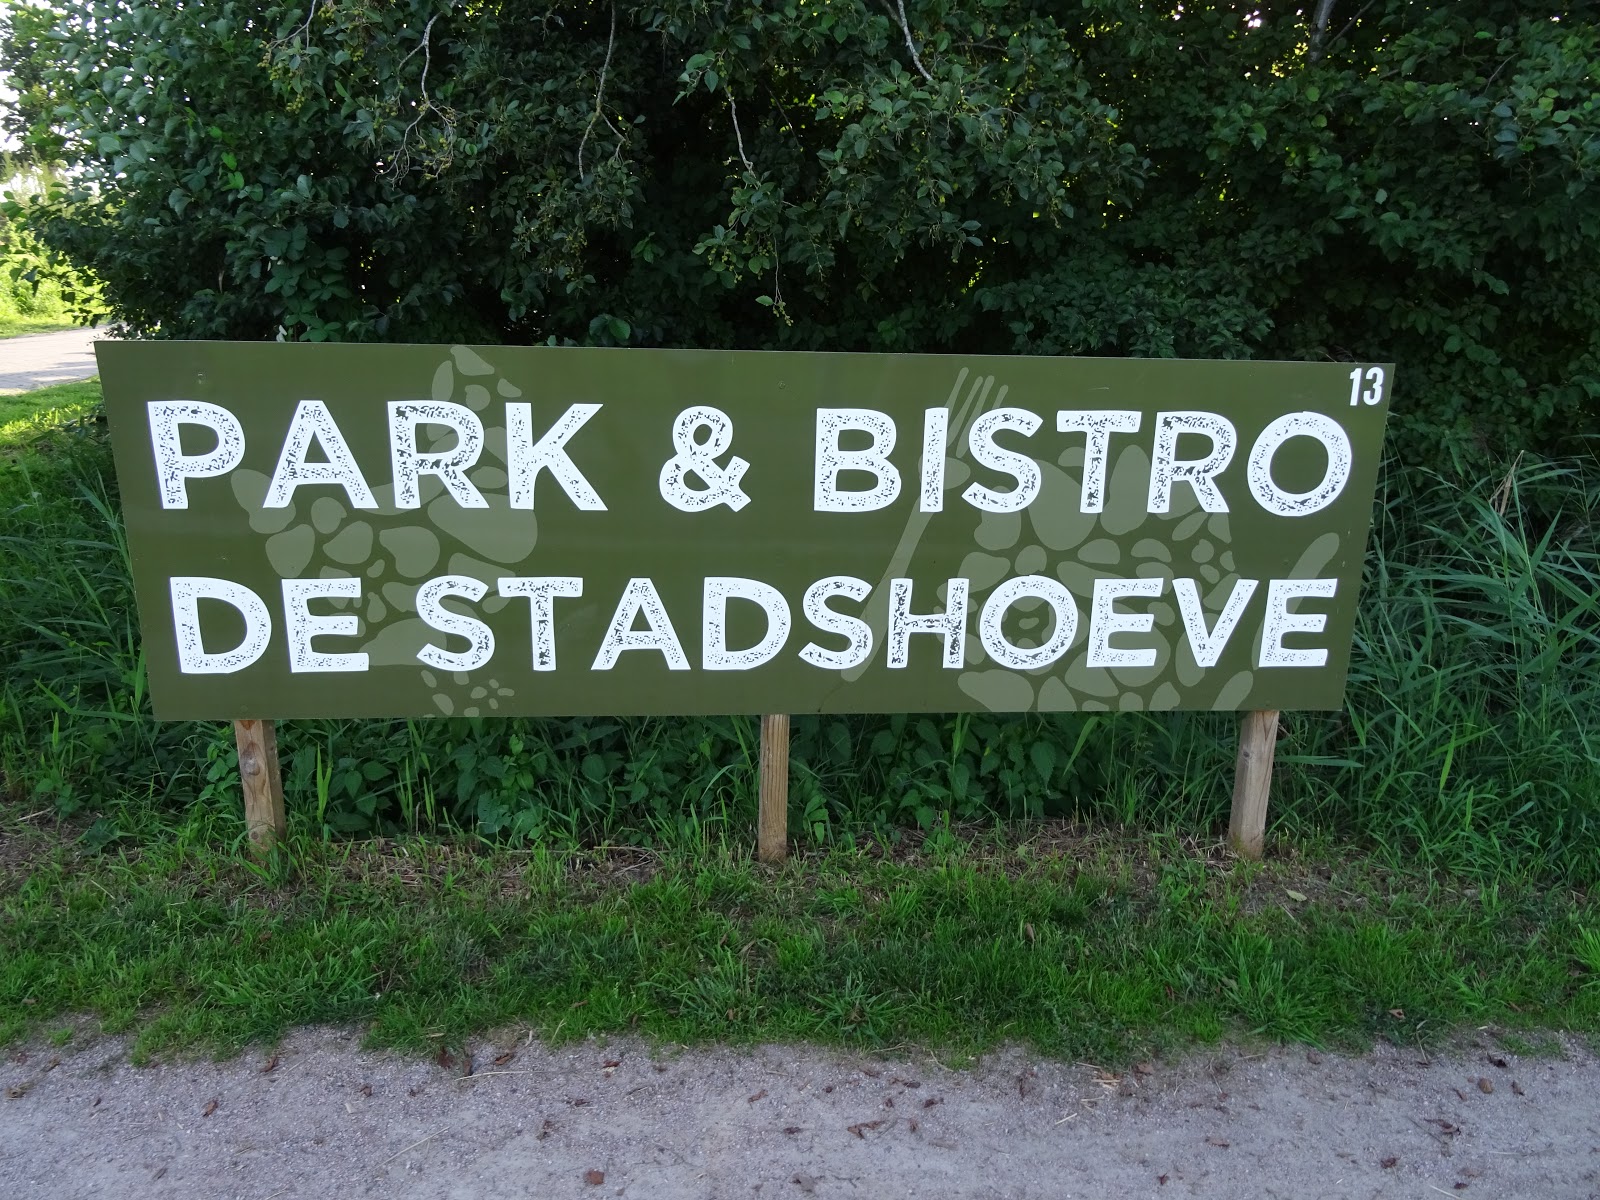 13
PARK & BISTRO
DE STADSHOEVE